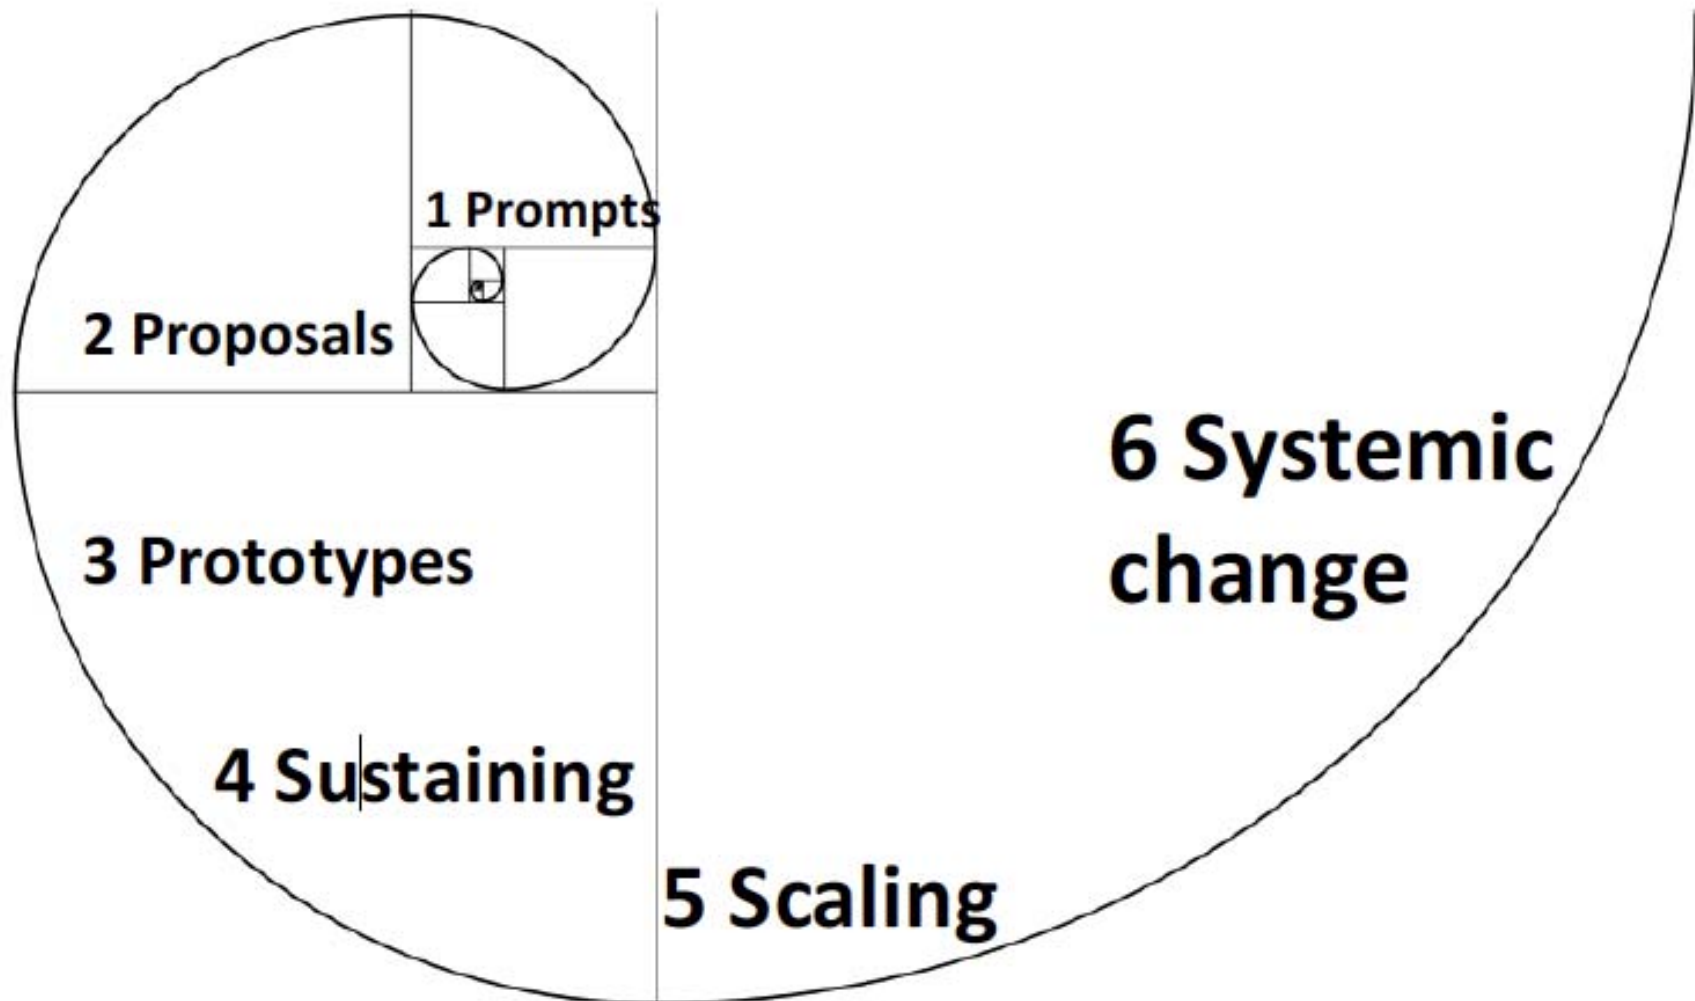 1 Prompts
2 Proposals
3 Prototypes
4 Sustaining
5 Scaling
6 Systemic
change